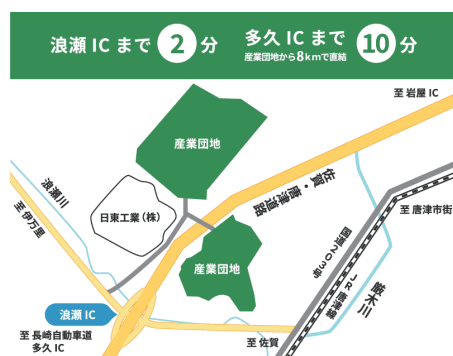 浪瀬 IC まで 2 分
多久 IC まで 10 分
産業団地から8kmで直結
至 岩屋 IC
産業団地
佐賀・唐津道路
浪瀬川
日東工業（株）
至 伊万里
至 唐津市街
国道203号
産業団地
厳木川
JR唐津線
浪瀬 IC
至 長崎自動車道
多久 IC
至 佐賀